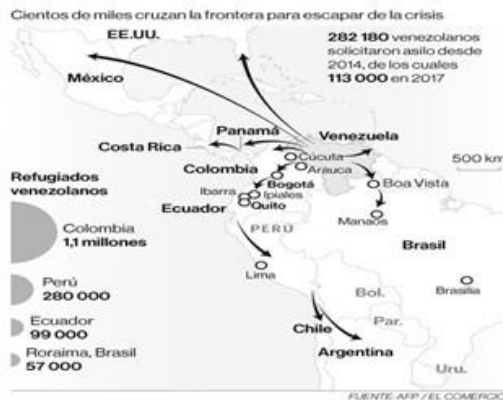 Cientos de miles cruzan la frontera para escapar de la crisis
EE.UU.
282 180 venezolanos
solicitaron asilo desde
2014, de los cuales
113 000 en 2017
México
Panamá
Venezuela
Costa Rica
Cúcuta
500 km
Colombia
Arauca
Refugiados
venezolanos
Bogotá
Boa Vista
Ibarra
Ipiales
Ecuador
Quito
Manaos
PERÚ
Colombia
1,1 millones
Brasil
Lima
Perú
280 000
Brasilia
Bol.
Ecuador
99 000
Par.
Chile
Roraima, Brasil
57 000
Argentina
Uru.
FUENTE: AFP / EL COMERCIO